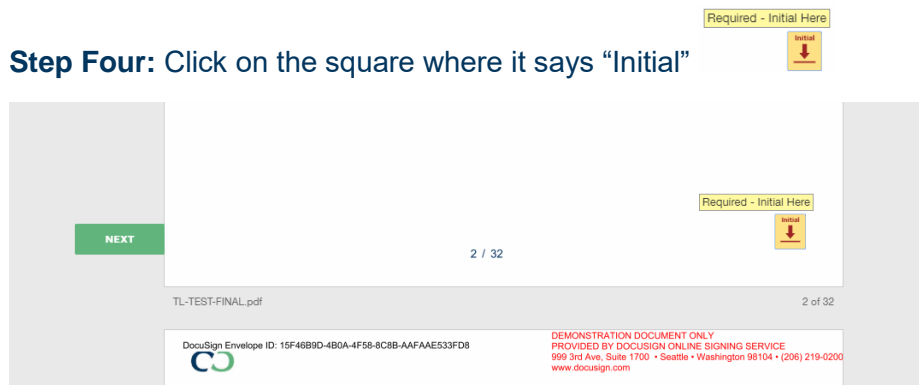 Required - Initial Here
Initial
Step Four: Click on the square where it says “Initial”
Required - Initial Here
Initial
NEXT
2 / 32
TL-TEST-FINAL.pdf
2 of 32
DocuSign Envelope ID: 15F46B9D-4B0A-4F58-8C8B-AAFAAE533FD8
DEMONSTRATION DOCUMENT ONLY
PROVIDED BY DOCUSIGN ONLINE SIGNING SERVICE
999 3rd Ave, Suite 1700 • Seattle • Washington 98104 • (206) 219-0200
www.docusign.com